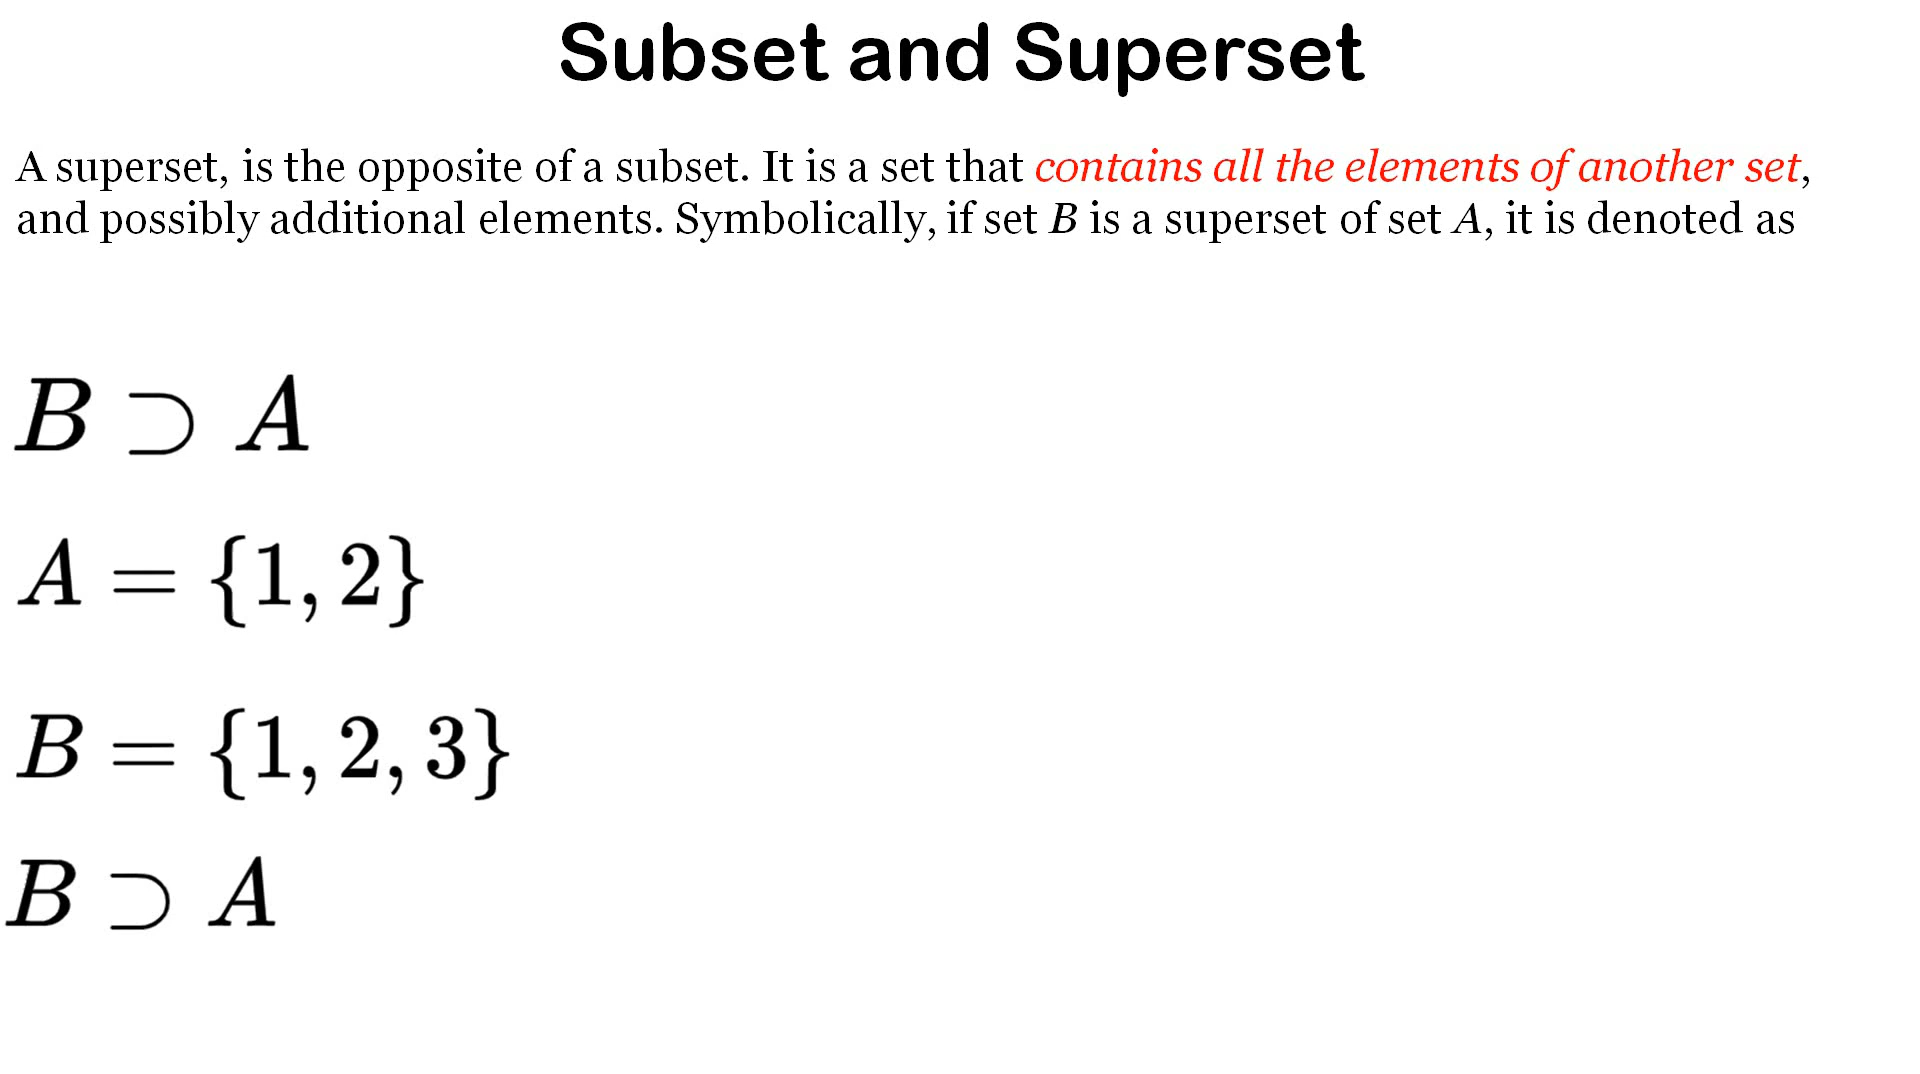 Subset and Superset
A superset, is the opposite of a subset. It is a set that contains all the elements of another set,
and possibly additional elements. Symbolically, if set B is a superset of set A, it is denoted as
B ⊃ A
A = {1, 2}
B = {1, 2, 3}
B ⊃ A